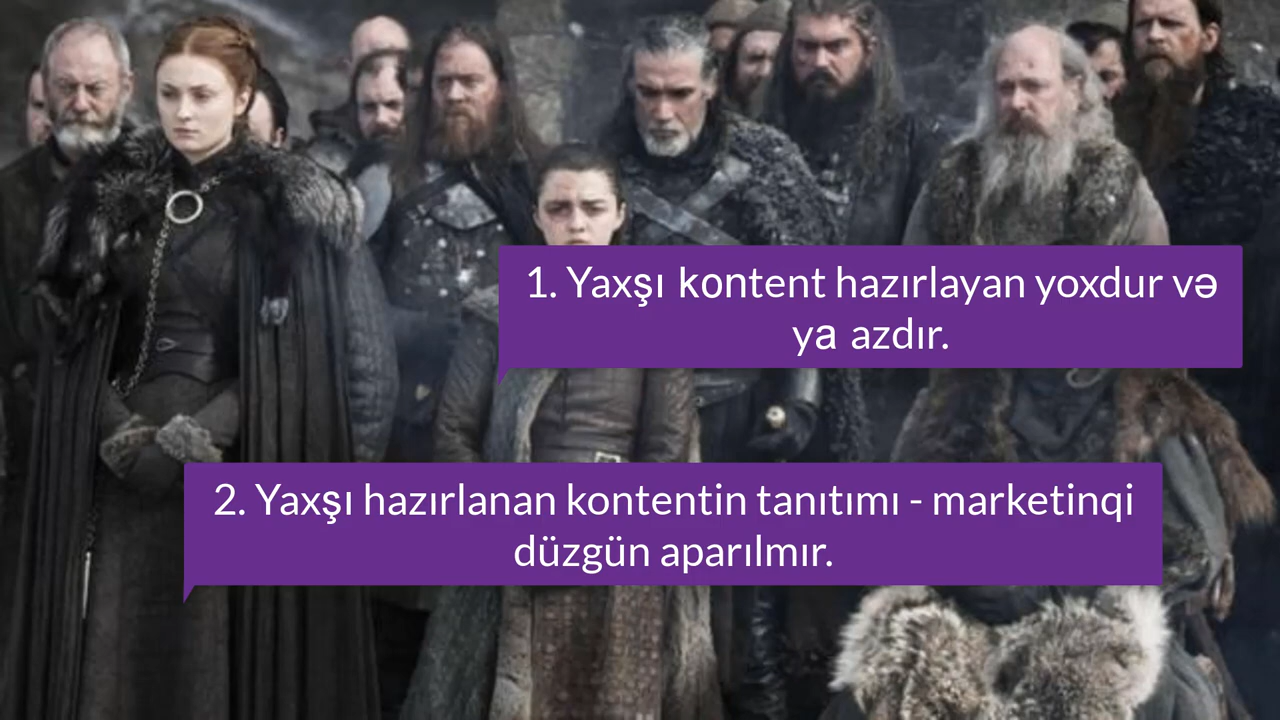 1. Yaxşı kontent hazırlayan yoxdur və
ya azdır.
2. Yaxşı hazırlanan kontentin tanıtımı - marketinqi
düzgün aparılmır.